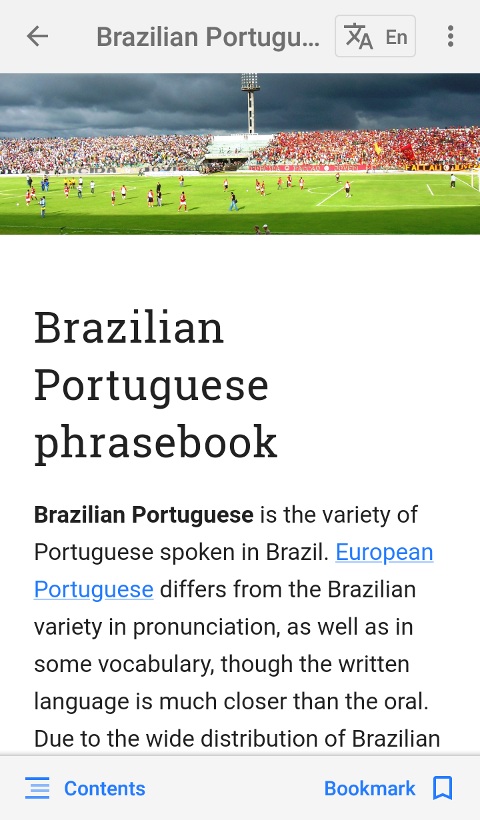 Brazilian Portugu...
En
Brazilian
Portuguese
phrasebook
Brazilian Portuguese is the variety of
Portuguese spoken in Brazil. European
Portuguese differs from the Brazilian
variety in pronunciation, as well as in
some vocabulary, though the written
language is much closer than the oral.
Due to the wide distribution of Brazilian
Contents
Bookmark